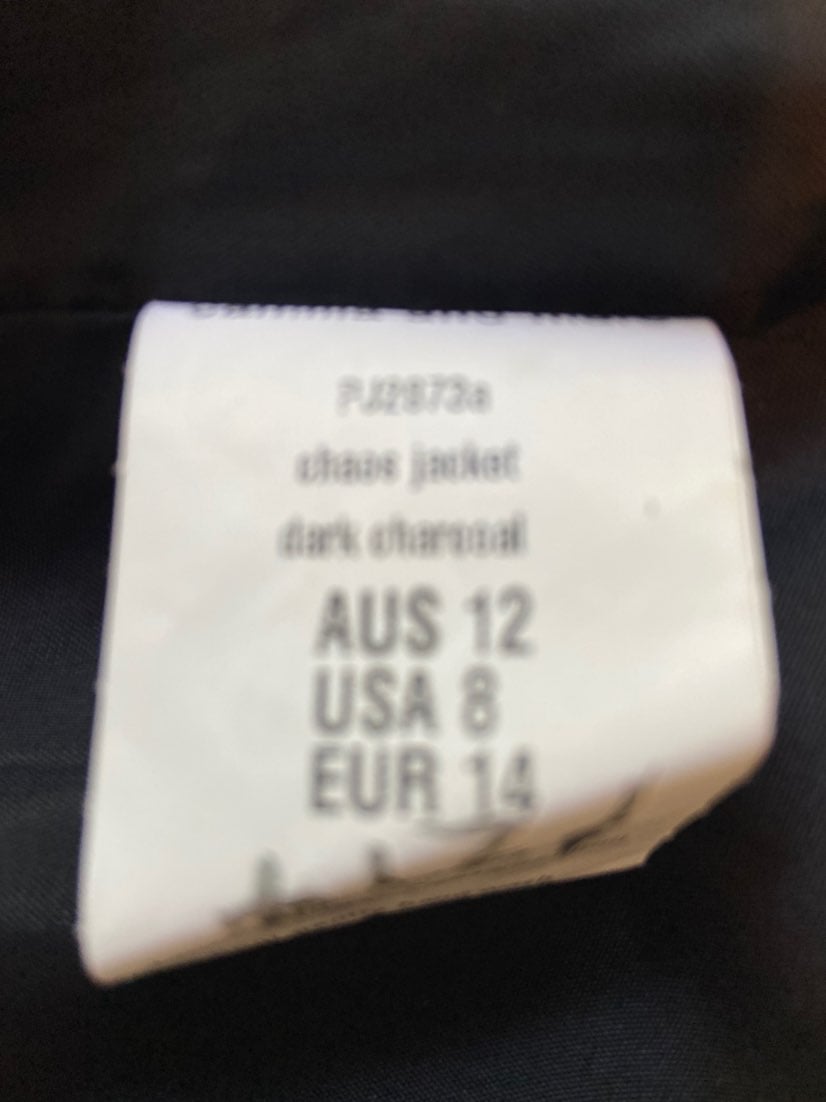 PJ2873a
chaos jacket
dark charcoal
AUS 12
USA 8
EUR 14